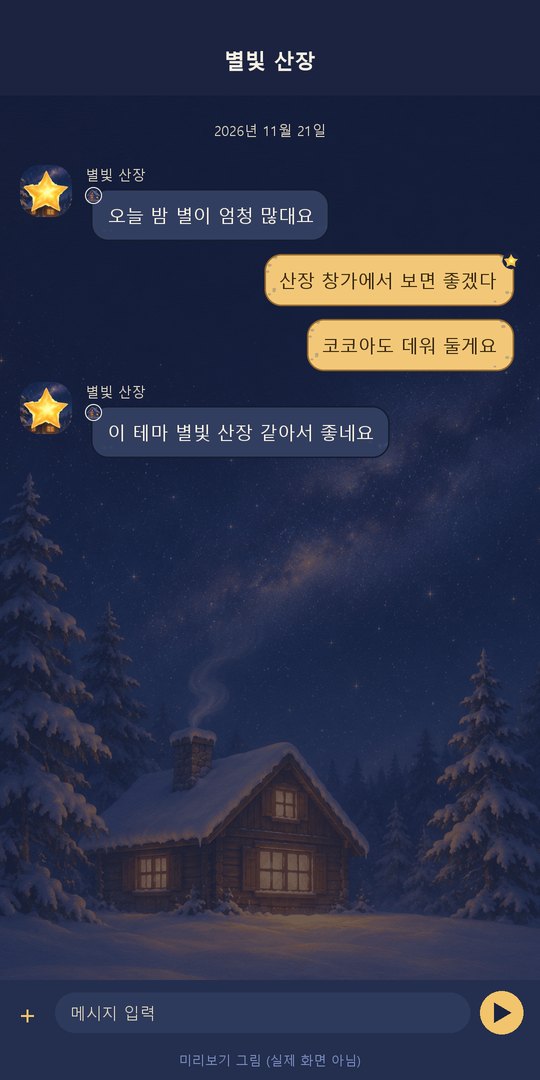 별빛 산장
2026년 11월 21일
별빛 산장
오늘 밤 별이 엄청 많대요
산장 창가에서 보면 좋겠다
코코아도 데워 둘게요
별빛 산장
이 테마 별빛 산장 같아서 좋네요
메시지 입력
미리보기 그림 (실제 화면 아님)